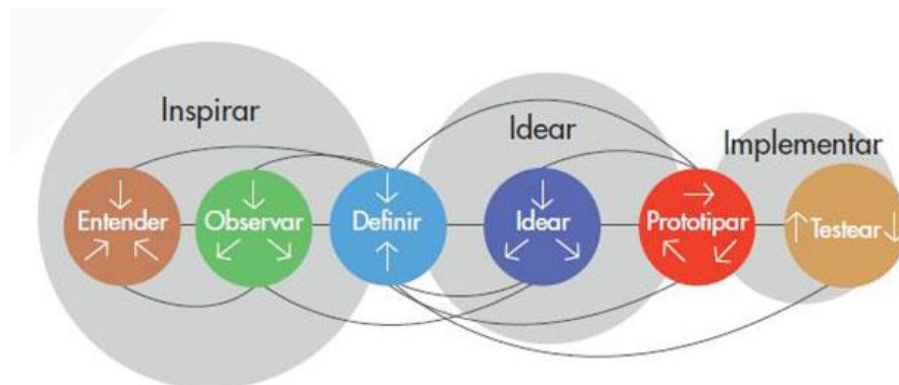 Inspirar
Idear
Implementar
Entender
Observar
Definir
Idear
Prototipar
Testear